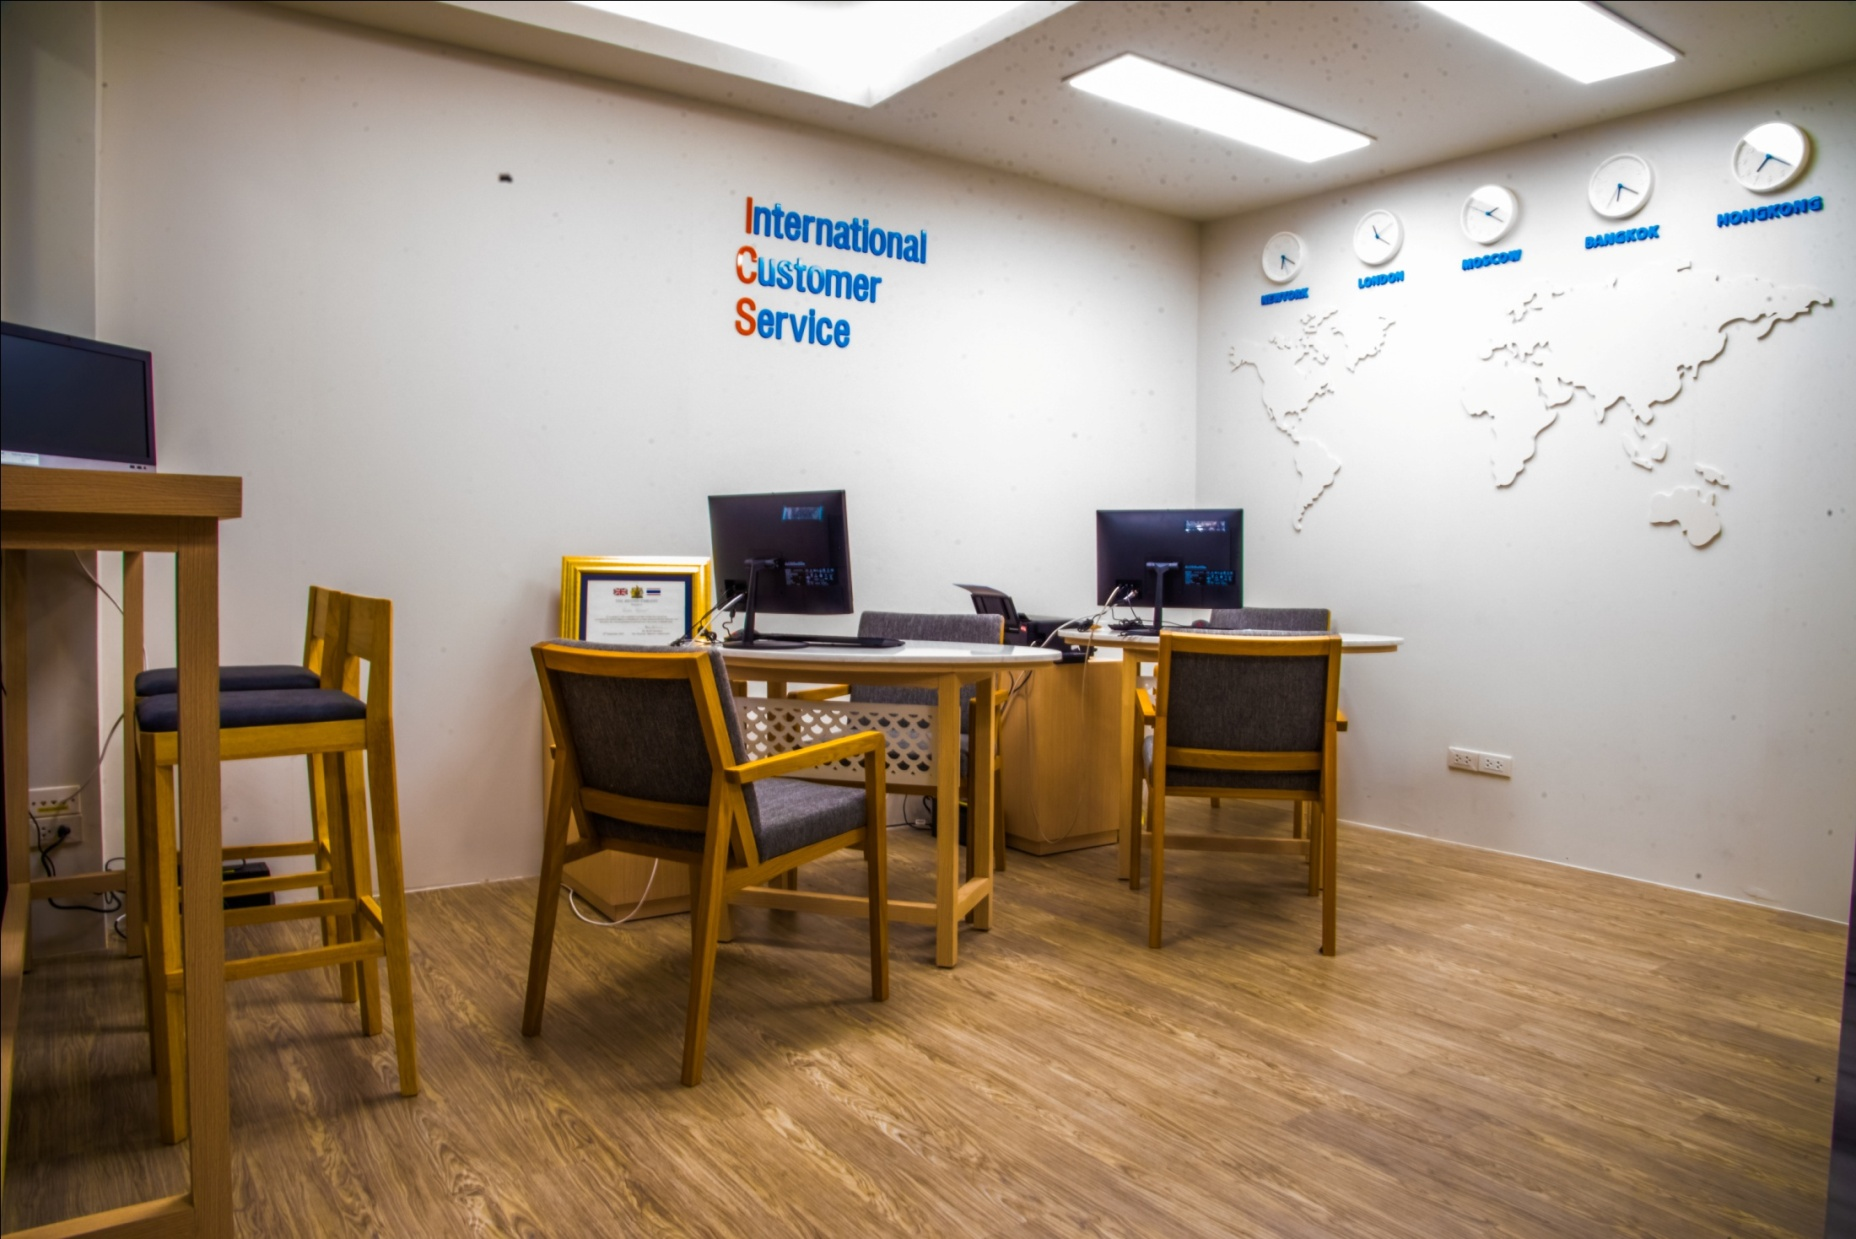 International
Customer
Service
NEWYORK
LONDON
MOSCOW
BANGKOK
HONGKONG